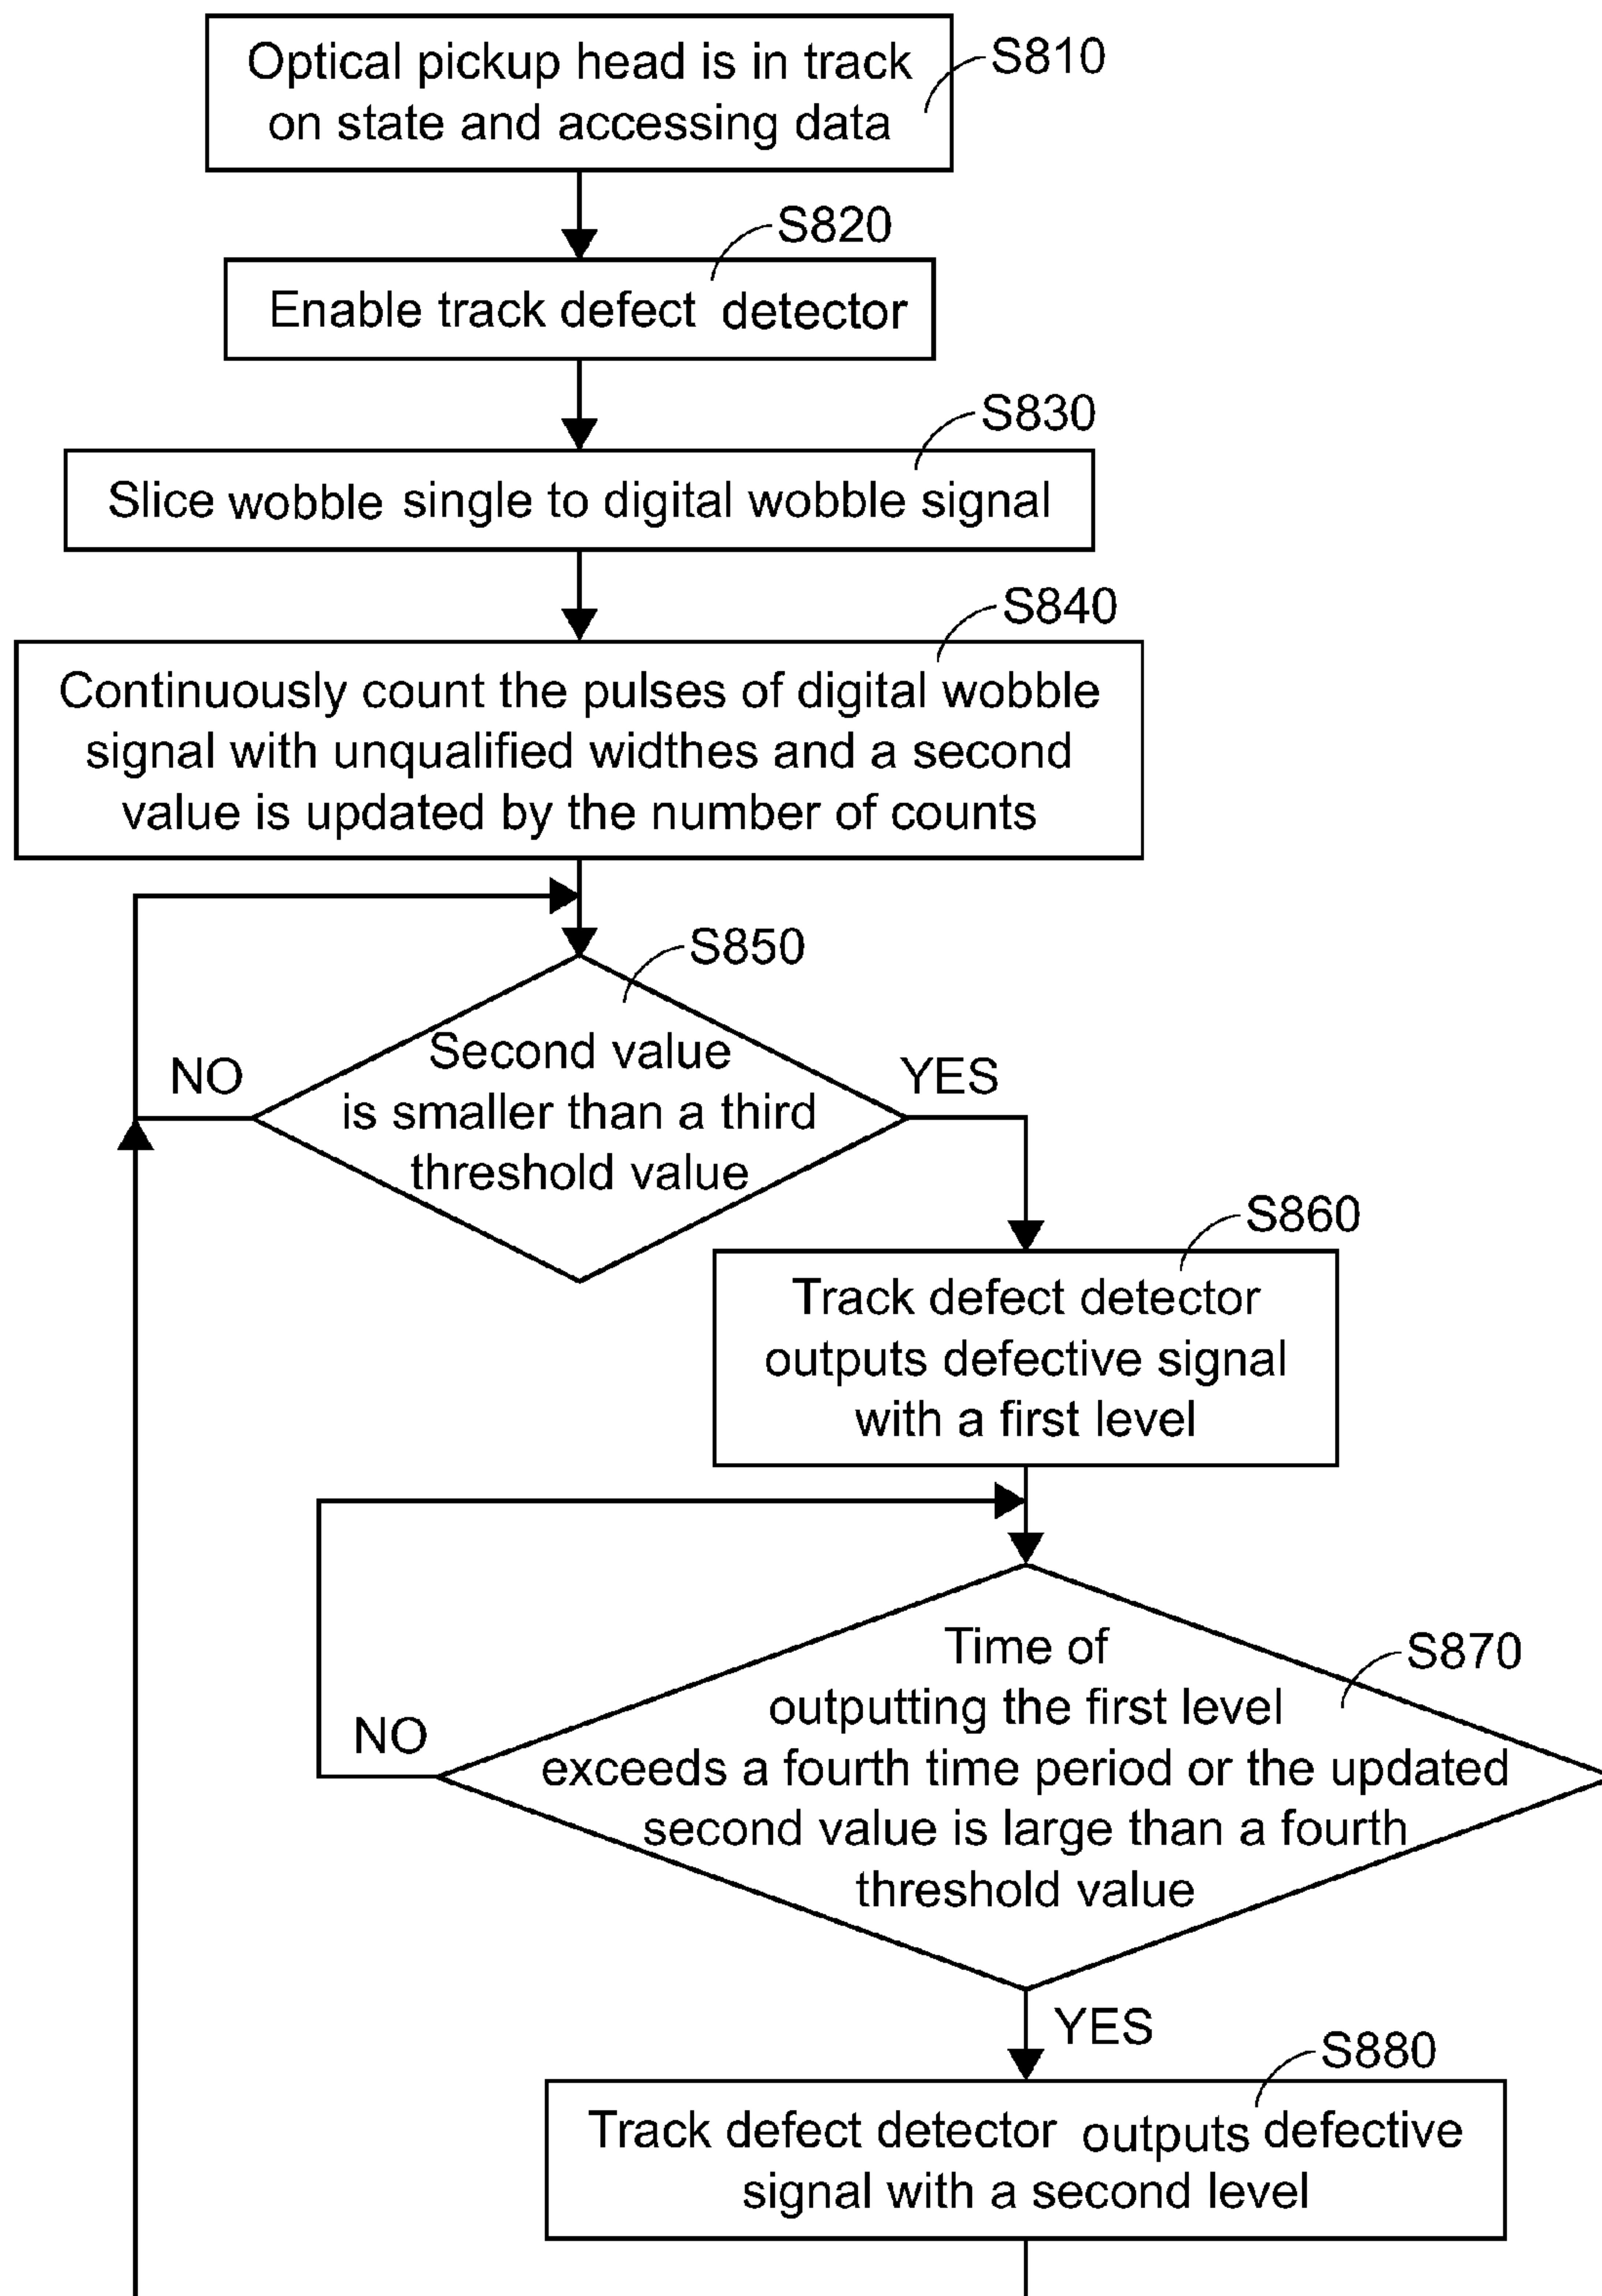 Optical pickup head is in track
on state and accessing data
S810
S820
Enable track defect detector
S830
Slice wobble single to digital wobble signal
S840
Continuously count the pulses of digital wobble
signal with unqualified widthes and a second
value is updated by the number of counts
S850
Second value
is smaller than a third
threshold value
NO
YES
S860
Track defect detector
outputs defective signal
with a first level
S870
Time of
outputting the first level
exceeds a fourth time period or the updated
second value is large than a fourth
threshold value
NO
YES
S880
Track defect detector outputs defective
signal with a second level